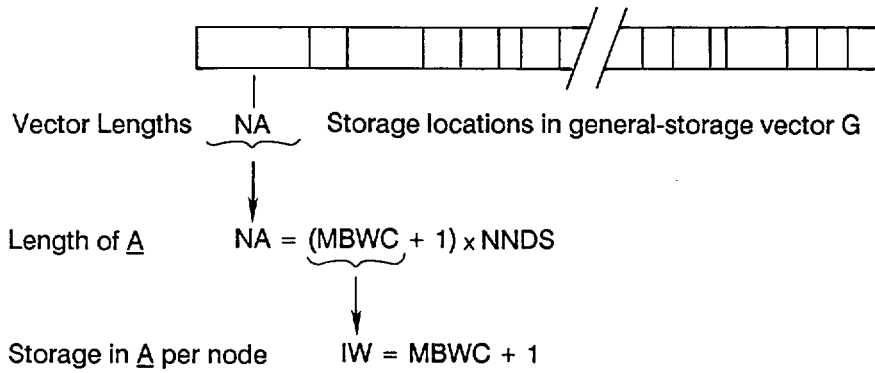 Vector Lengths NA Storage locations in general-storage vector G
Length of A NA = (MBWC + 1) x NNDS
Storage in A per node IW = MBWC + 1